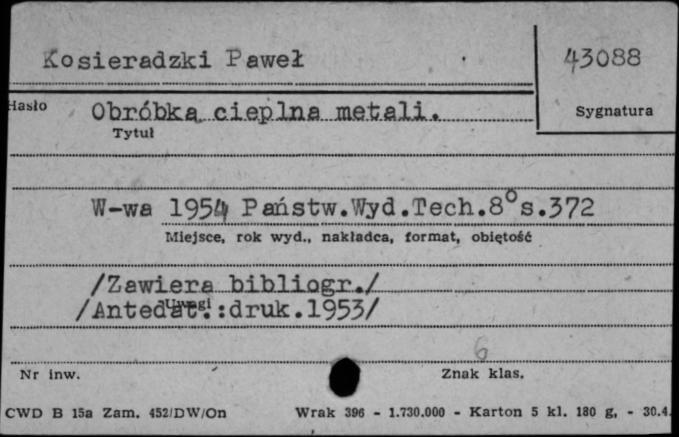 Kosieradzki Paweł
43088
Hasło
Obróbka cieplna metali.
Sygnatura
Tytuł
W-wa 1954 Państw.Wyd.Tech.8° s.372
Miejsce, rok wyd., nakładca, format, objętość
/Zawiera bibliogr./
Uwagi
/Antedat.:druk.1953/
6
Nr inw.
Znak klas.
CWD B 15a Zam. 452/DW/On Wrak 396 - 1.730.000 - Karton 5 kl. 180 g. - 30.4.